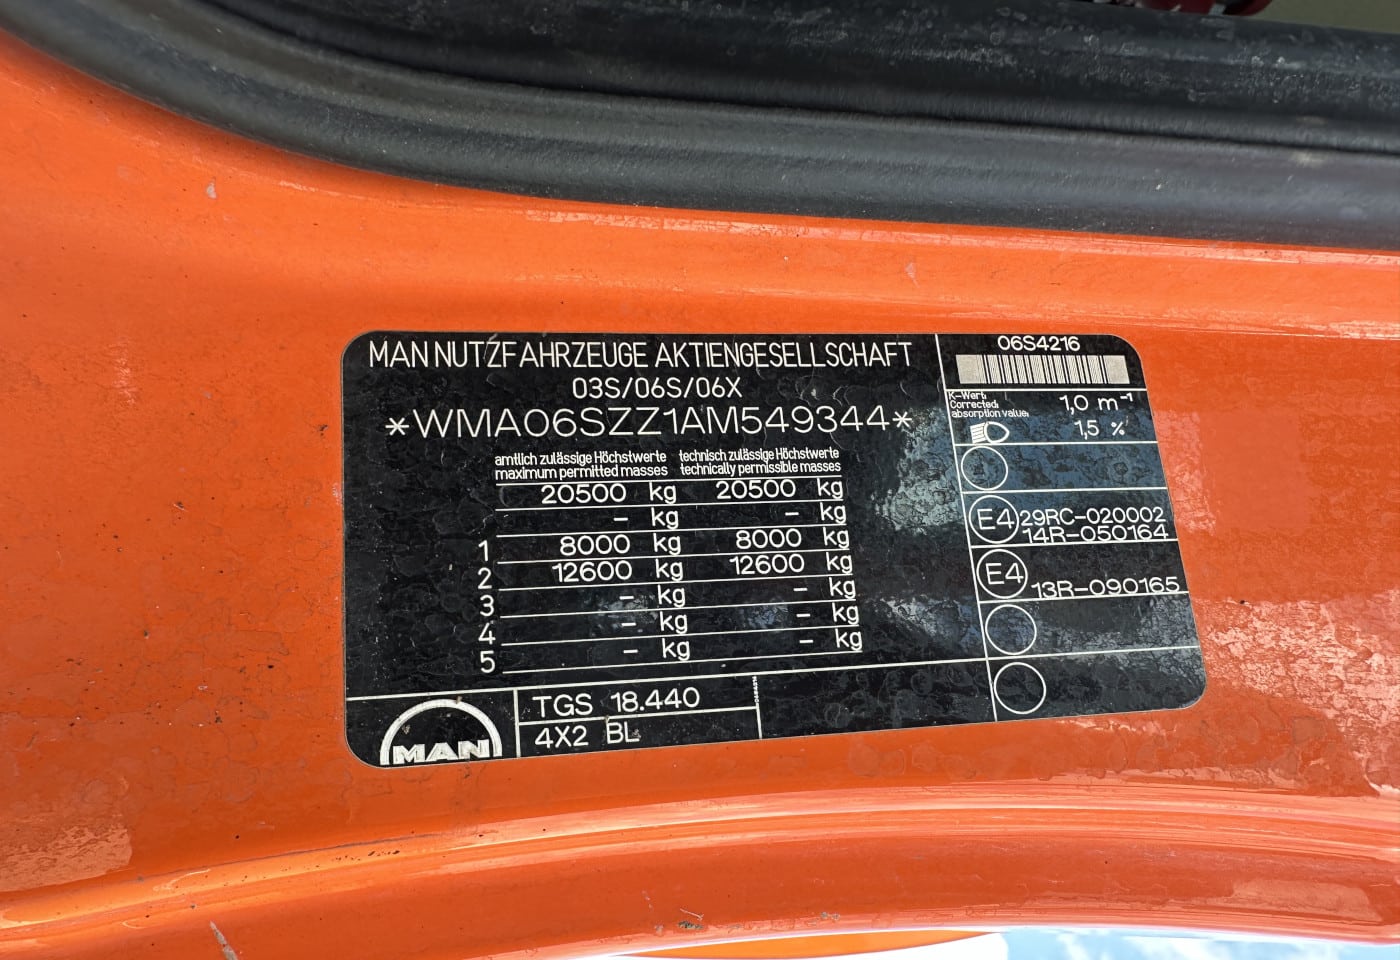 MAN NUTZFAHRZEUGE AKTIENGESELLSCHAFT
03S/06S/06X
*WMA06SZZ1AM549344*
amtlich zulässige Höchstwerte technisch zulässige Höchstwerte
maximum permitted masses technically permissible masses
20500 kg 20500 kg
- kg - kg
1 8000 kg 8000 kg
2 12600 kg 12600 kg
3 - kg - kg
4 - kg - kg
5 - kg - kg
MAN
TGS 18.440
4X2 BL
06S4216
K-Wert:
Corrected
absorption value:
1,0 m⁻¹
1,5 %
E4 29RC-020002
14R-050164
E4 13R-090165